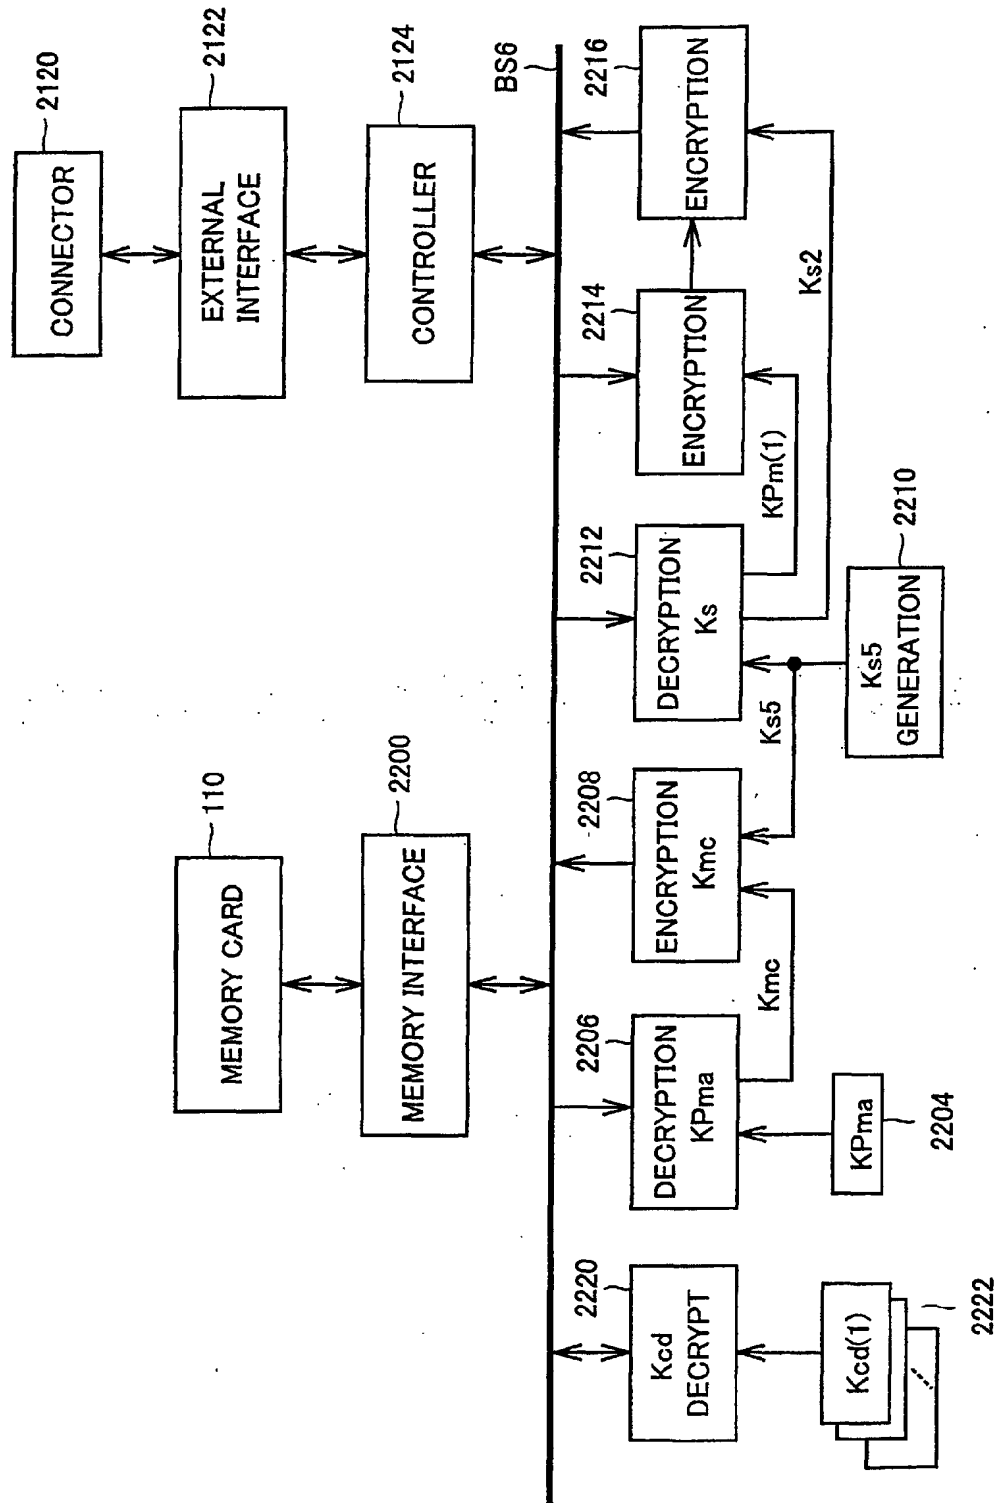 CONNECTOR
2120
EXTERNAL
INTERFACE
2122
CONTROLLER
2124
MEMORY CARD
110
MEMORY INTERFACE
2200
BS6
Kcd
DECRYPT
2220
Kcd(1)
2222
DECRYPTION
KPma
2206
KPma
2204
Kmc
ENCRYPTION
Kmc
2208
Ks5
DECRYPTION
Ks
2212
Ks5
GENERATION
2210
KPm(1)
ENCRYPTION
2214
Ks2
ENCRYPTION
2216